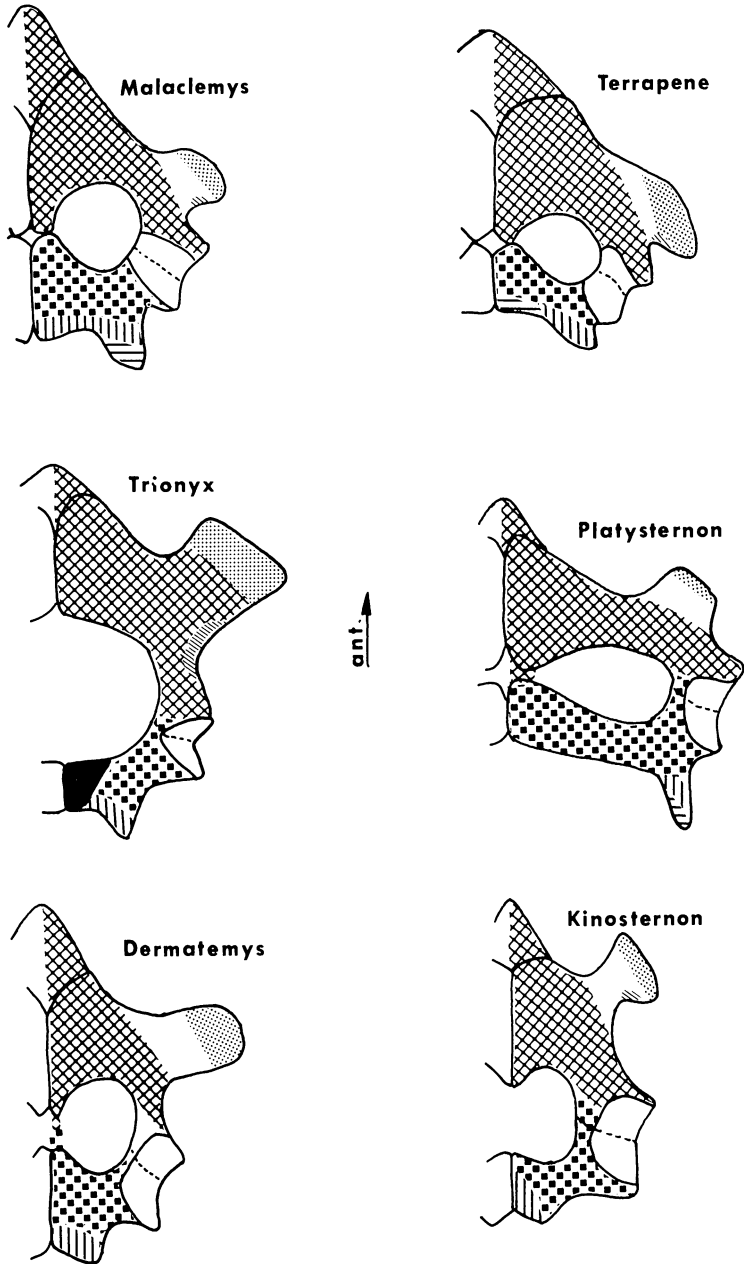 Malaclemys
Terrapene
Trionyx
Platysternon
ant.
Dermatemys
Kinosternon